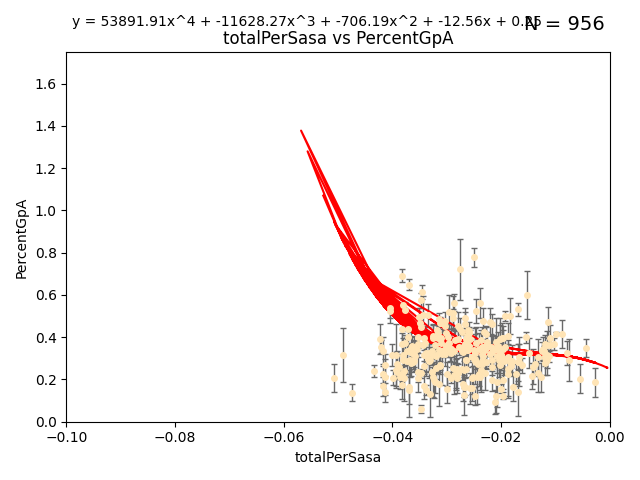 y = 53891.91x^4 + -11628.27x^3 + -706.19x^2 + -12.56x + 0.25
N = 956
totalPerSasa vs PercentGpA
PercentGpA
1.6
1.4
1.2
1.0
0.8
0.6
0.4
0.2
0.0
−0.10 −0.08 −0.06 −0.04 −0.02 0.00
totalPerSasa